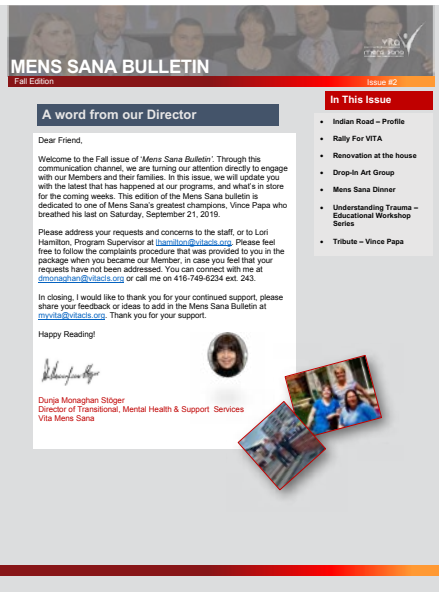 vita
mens sana
MENS SANA BULLETIN
Fall Edition
Issue #2
A word from our Director
Dear Friend,
Welcome to the Fall issue of ‘Mens Sana Bulletin’. Through this
communication channel, we are turning our attention directly to engage
with our Members and their families. In this issue, we will update you
with the latest that has happened at our programs, and what's in store
for the coming weeks. This edition of the Mens Sana bulletin is
dedicated to one of Mens Sana’s greatest champions, Vince Papa who
breathed his last on Saturday, September 21, 2019.
Please address your requests and concerns to the staff, or to Lori
Hamilton, Program Supervisor at lhamilton@vitacls.org. Please feel
free to follow the complaints procedure that was provided to you in the
package when you became our Member, in case you feel that your
requests have not been addressed. You can connect with me at
dmonaghan@vitacls.org or call me on 416-749-6234 ext. 243.
In closing, I would like to thank you for your continued support, please
share your feedback or ideas to add in the Mens Sana Bulletin at
myvita@vitacls.org. Thank you for your support.
Happy Reading!
Dunja Monaghan Stöger
Director of Transitional, Mental Health & Support Services
Vita Mens Sana
In This Issue
• Indian Road – Profile
• Rally For VITA
• Renovation at the house
• Drop-In Art Group
• Mens Sana Dinner
• Understanding Trauma –
Educational Workshop
Series
• Tribute – Vince Papa